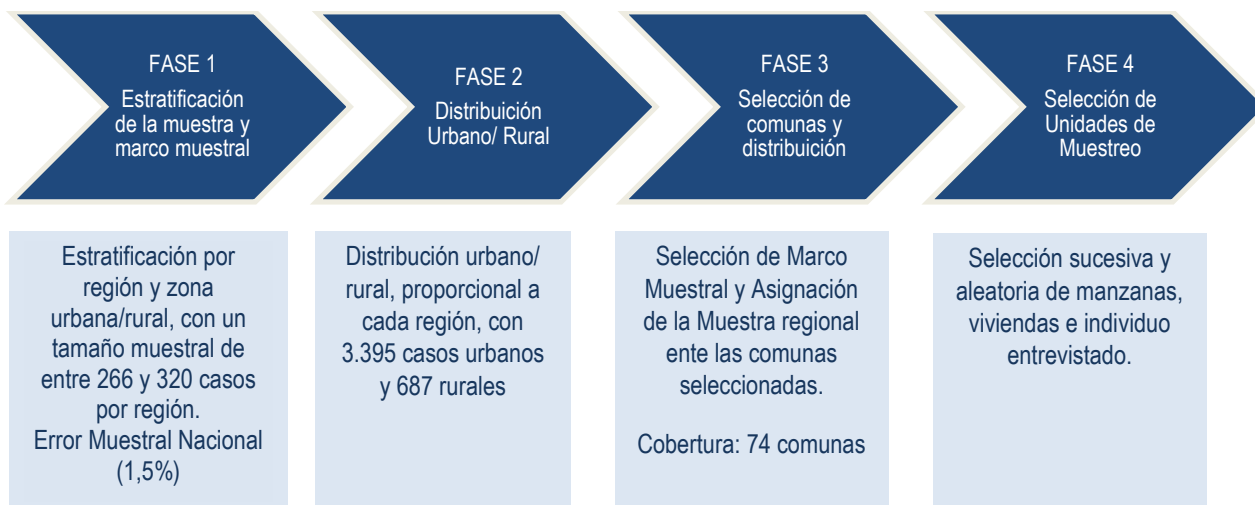 FASE 1
Estratificación
de la muestra y
marco muestral
FASE 2
Distribuición
Urbano/ Rural
FASE 3
Selección de
comunas y
distribuición
FASE 4
Selección de
Unidades de
Muestreo
Estratificación por
región y zona
urbana/rural, con un
tamaño muestral de
entre 266 y 320 casos
por región.
Error Muestral Nacional
(1,5%)
Distribución urbano/
rural, proporcional a
cada región, con
3.395 casos urbanos
y 687 rurales
Selección de Marco
Muestral y Asignación
de la Muestra regional
ente las comunas
seleccionadas.
Cobertura: 74 comunas
Selección sucesiva y
aleatoria de manzanas,
viviendas e individuo
entrevistado.